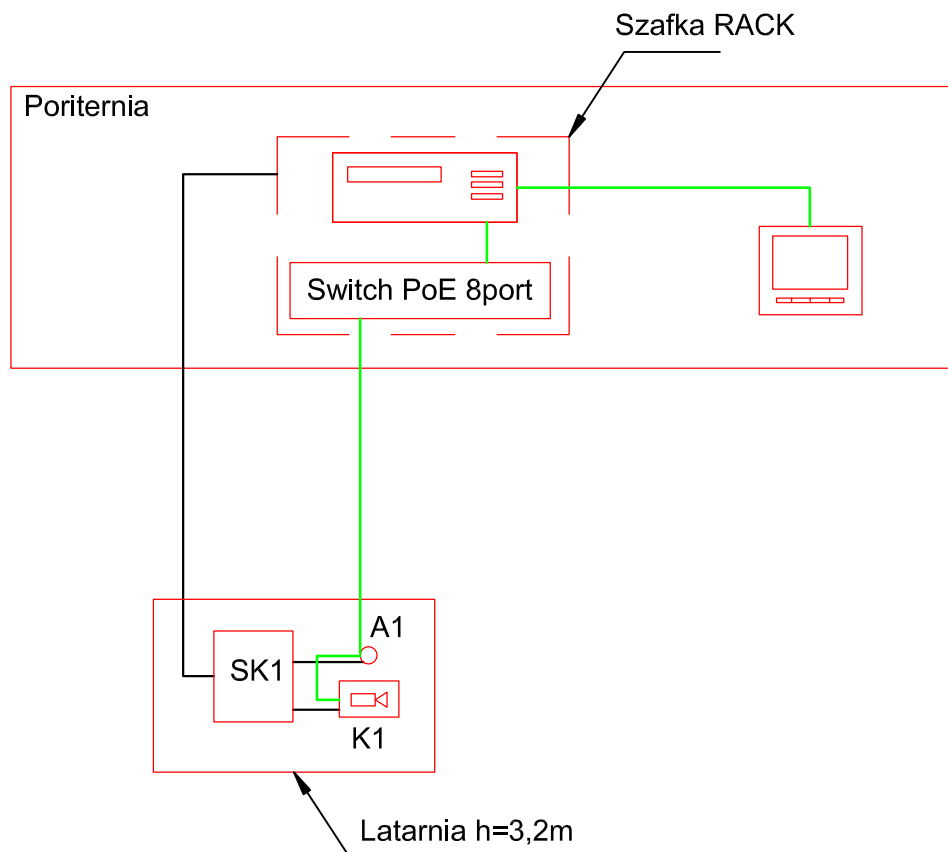 Szafka RACK
Poriternia
Switch PoE 8port
A1
SK1
K1
Latarnia h=3,2m